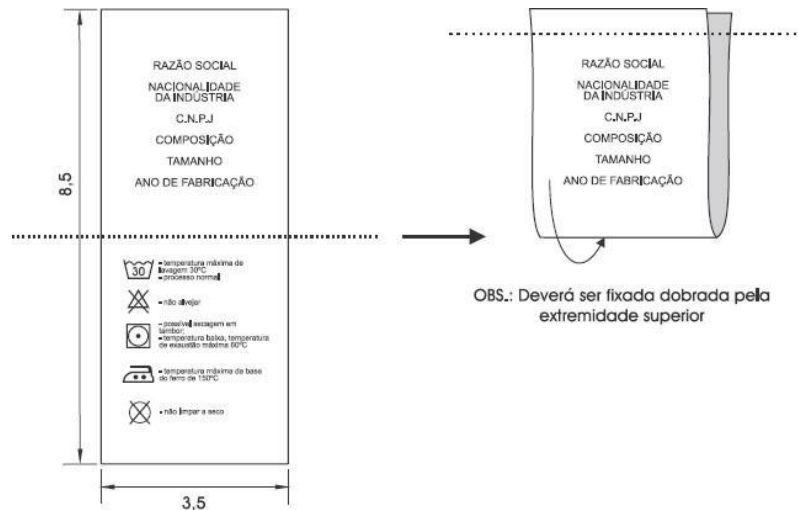 RAZÃO SOCIAL
NACIONALIDADE
DA INDÚSTRIA
C.N.P.J
COMPOSIÇÃO
TAMANHO
ANO DE FABRICAÇÃO
8,5
30
- temperatura máxima de
lavagem 30ºC
- processo normal
- não alvejar
- possível secagem em
tambor;
- temperatura baixa, temperatura
de exaustão máxima 60ºC
- temperatura máxima da base
do ferro de 150ºC
- não limpar a seco
3,5
RAZÃO SOCIAL
NACIONALIDADE
DA INDÚSTRIA
C.N.P.J
COMPOSIÇÃO
TAMANHO
ANO DE FABRICAÇÃO
OBS.: Deverá ser fixada dobrada pela
extremidade superior